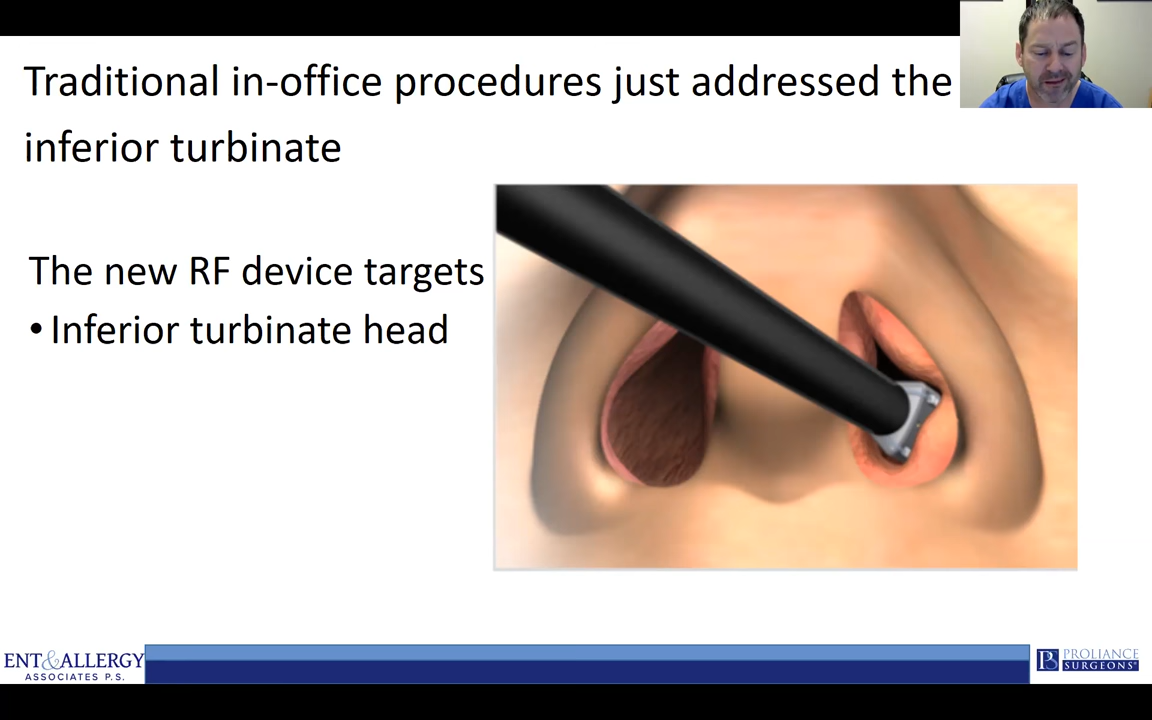 Traditional in-office procedures just addressed the
inferior turbinate
The new RF device targets
• Inferior turbinate head
ENT&ALLERGY
ASSOCIATES P.S.
PROLIANCE
SURGEONS®